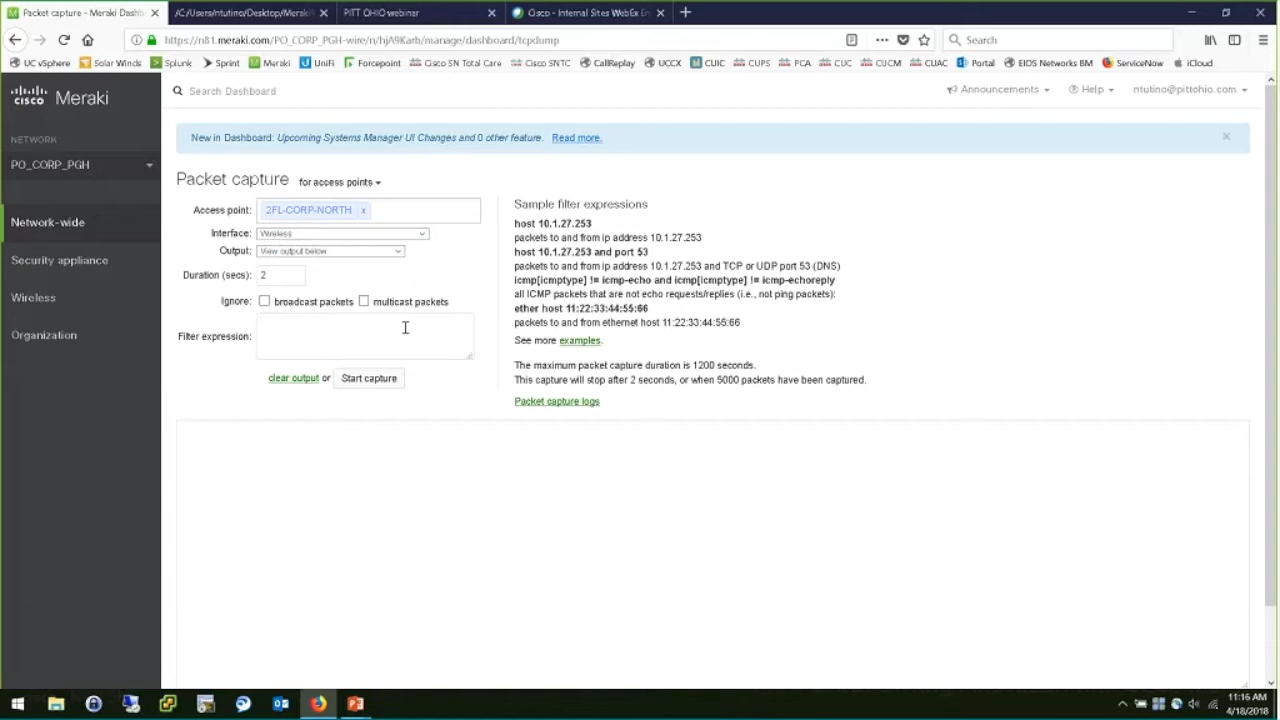 Packet capture - Meraki Dashb
/C:/Users/ntutino/Desktop/Meraki
PITT OHIO webinar
Cisco - Internal Sites WebEx En
https://n81.meraki.com/PO_CORP_PGH-wire/n/hjA9Karb/manage/dashboard/tcpdump
Search
UC vSphere Solar Winds Splunk Sprint Meraki UniFi Forcepoint Cisco SN Total Care Cisco SNTC CallReplay UCCX CUIC CUPS PCA CUC CUCM CUAC Portal EIDS Networks BM ServiceNow iCloud
CISCO Meraki
Search Dashboard
Announcements
Help
ntutino@pittohio.com
NETWORK
PO_CORP_PGH
Network-wide
Security appliance
Wireless
Organization
New in Dashboard: Upcoming Systems Manager UI Changes and 0 other feature. Read more.
Packet capture for access points
Access point: 2FL-CORP-NORTH x
Interface: Wireless
Output: View output below
Duration (secs): 2
Ignore: broadcast packets multicast packets
Filter expression:
clear output or Start capture
Sample filter expressions
host 10.1.27.253
packets to and from ip address 10.1.27.253
host 10.1.27.253 and port 53
packets to and from ip address 10.1.27.253 and TCP or UDP port 53 (DNS)
icmp[icmptype] != icmp-echo and icmp[icmptype] != icmp-echoreply
all ICMP packets that are not echo requests/replies (i.e., not ping packets):
ether host 11:22:33:44:55:66
packets to and from ethernet host 11:22:33:44:55:66
See more examples.
The maximum packet capture duration is 1200 seconds.
This capture will stop after 2 seconds, or when 5000 packets have been captured.
Packet capture logs
11:16 AM
4/18/2018